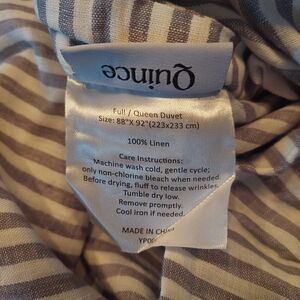 Quince
Full / Queen Duvet
Size: 88"X 92"(223x233 cm)
100% Linen
Care Instructions:
Machine wash cold, gentle cycle;
only non-chlorine bleach when needed.
Before drying, fluff to release wrinkles.
Tumble dry low.
Remove promptly.
Cool iron if needed.
MADE IN